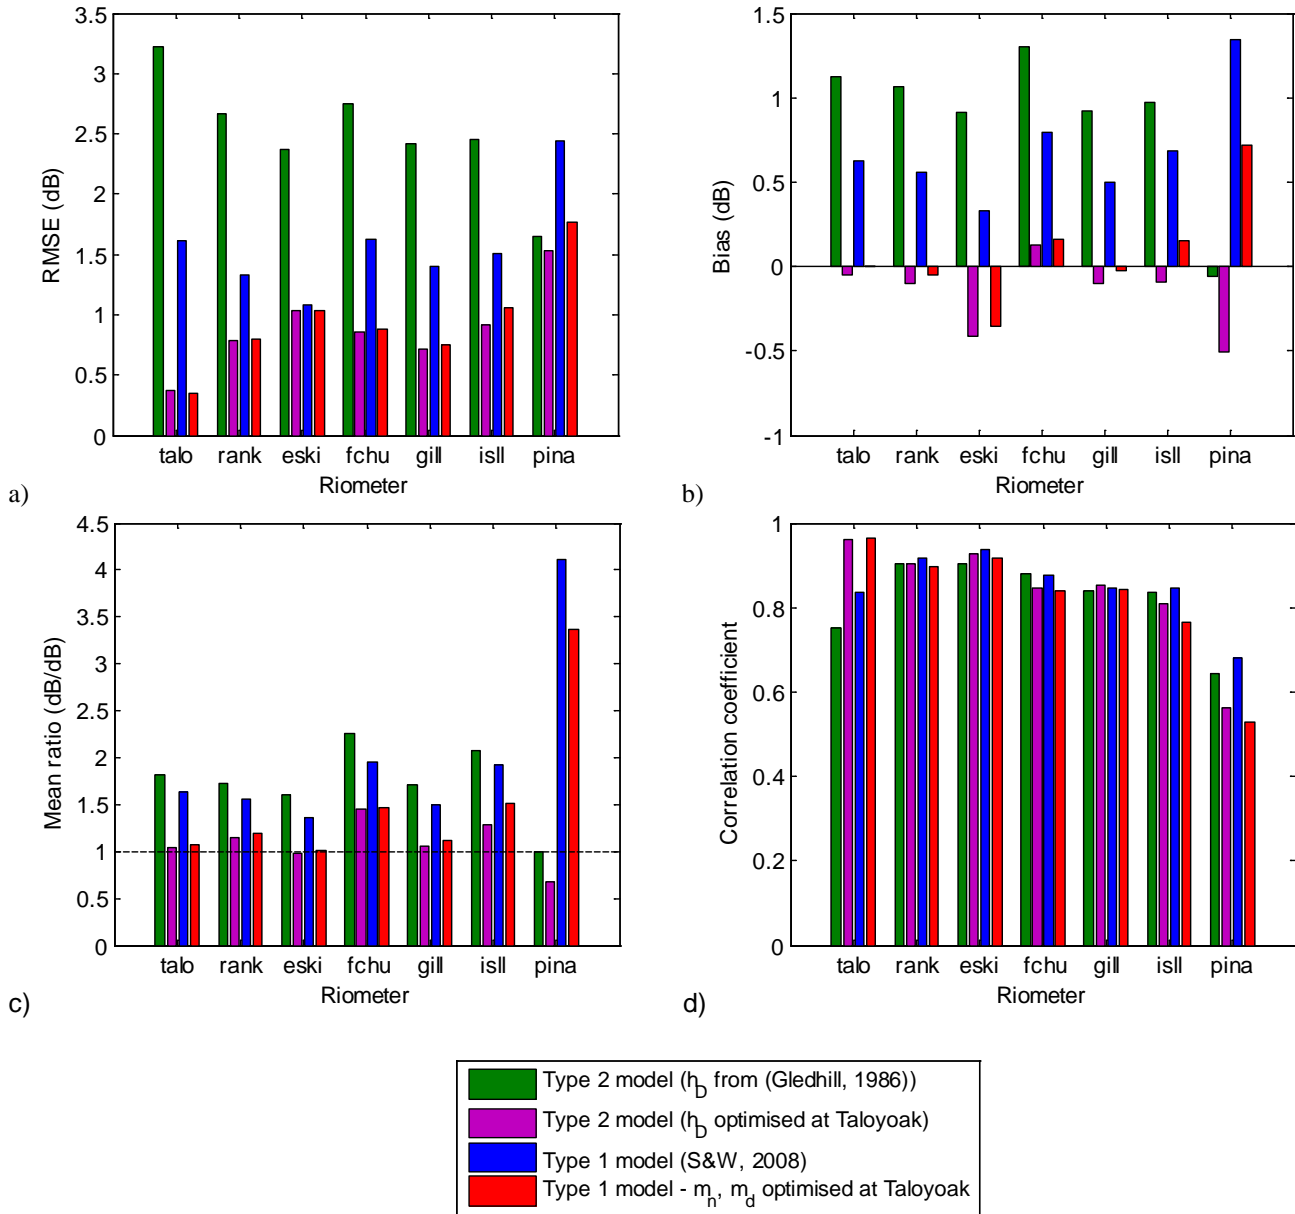 3.5
3
2.5
2
1.5
1
0.5
0
RMSE (dB)
talo rank eski fchu gill isll pina
Riometer
a)
1.5
1
0.5
0
-0.5
-1
Bias (dB)
talo rank eski fchu gill isll pina
Riometer
b)
4.5
4
3.5
3
2.5
2
1.5
1
0.5
0
Mean ratio (dB/dB)
talo rank eski fchu gill isll pina
Riometer
c)
1
0.8
0.6
0.4
0.2
0
Correlation coefficient
talo rank eski fchu gill isll pina
Riometer
d)
Type 2 model (h_D from (Gledhill, 1986))
Type 2 model (h_D optimised at Taloyoak)
Type 1 model (S&W, 2008)
Type 1 model - m_n, m_d optimised at Taloyoak